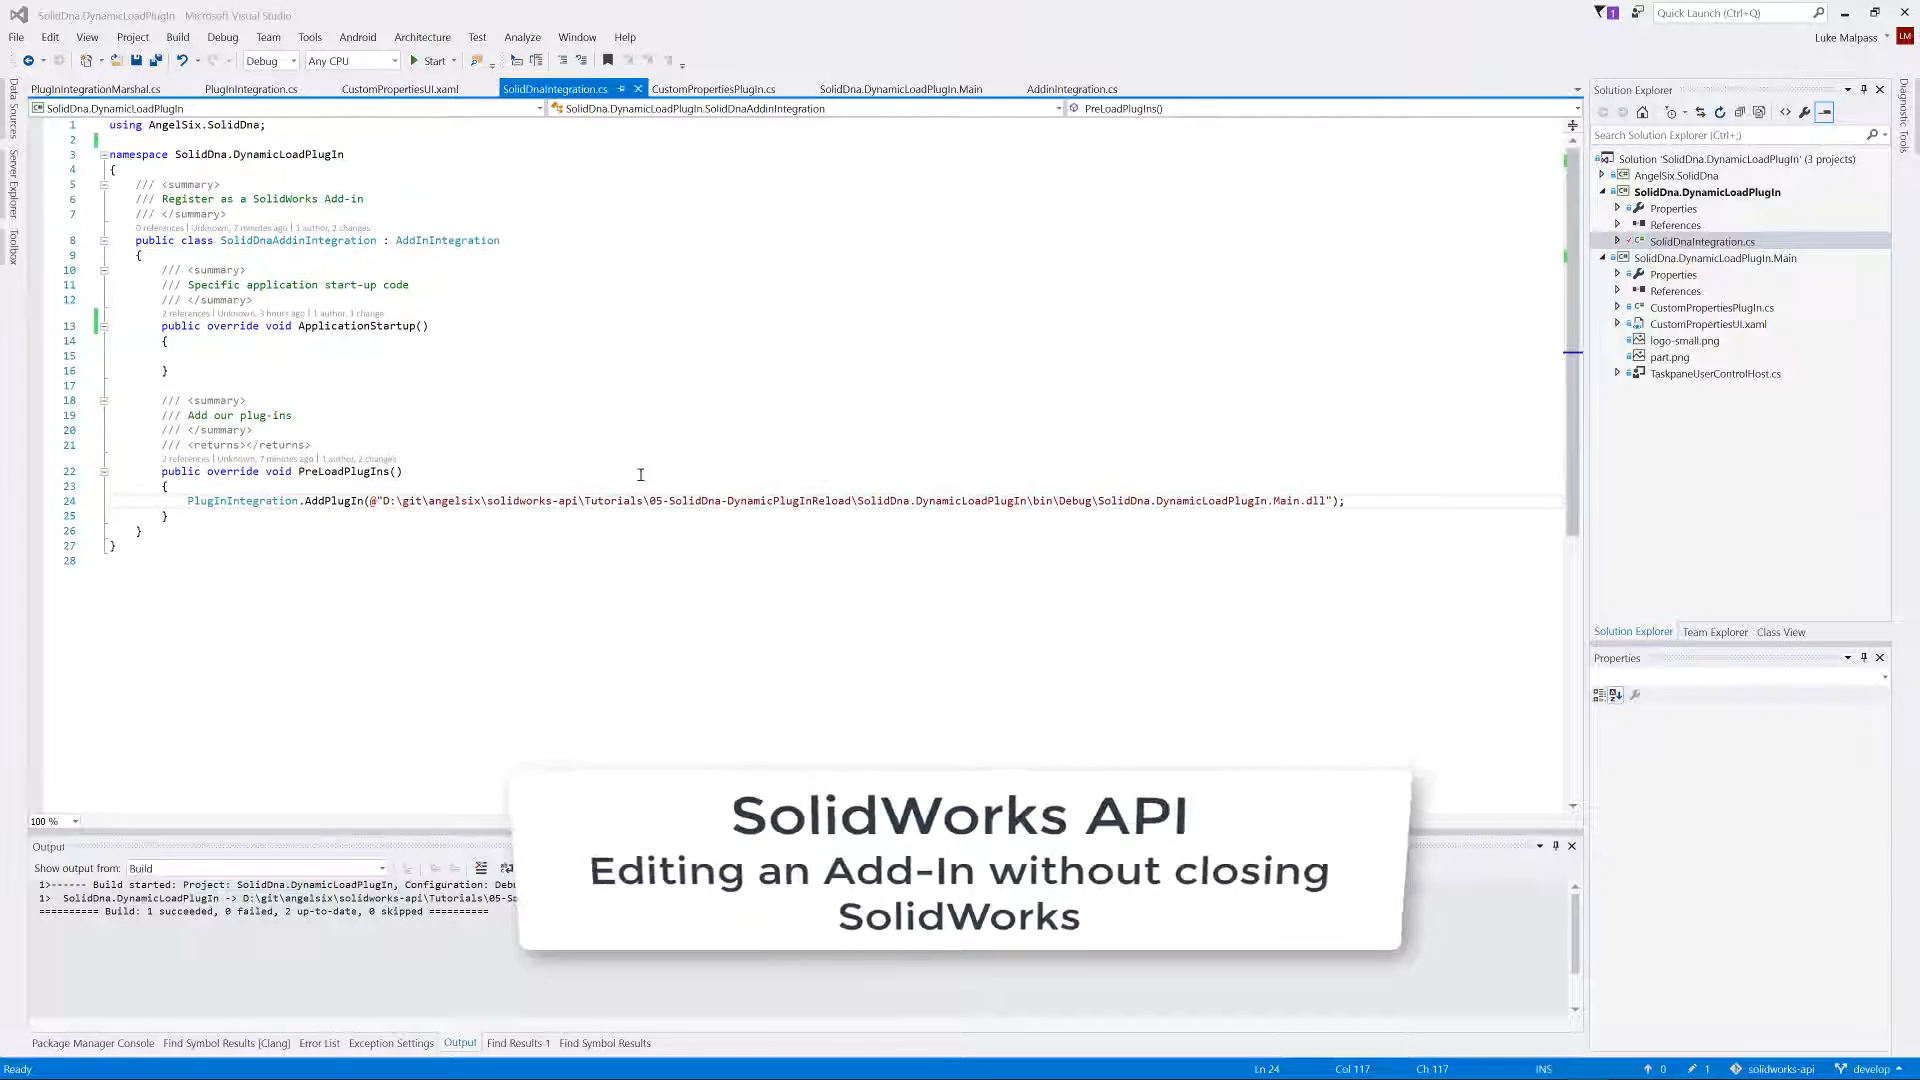 SolidDna.DynamicLoadPlugIn - Microsoft Visual Studio
1
Quick Launch (Ctrl+Q)
File Edit View Project Build Debug Team Tools Android Architecture Test Analyze Window Help
Luke Malpass
LM
Debug Any CPU Start
Data Sources
Server Explorer
Toolbox
PlugInIntegrationMarshal.cs PlugInIntegration.cs CustomPropertiesUI.xaml SolidDnaIntegration.cs CustomPropertiesPlugIn.cs SolidDna.DynamicLoadPlugIn.Main AddinIntegration.cs
SolidDna.DynamicLoadPlugIn SolidDna.DynamicLoadPlugIn.SolidDnaAddinIntegration PreLoadPlugIns()
1 using AngelSix.SolidDna;
2
3 namespace SolidDna.DynamicLoadPlugIn
4 {
5 /// <summary>
6 /// Register as a SolidWorks Add-in
7 /// </summary>
0 references | Unknown, 7 minutes ago | 1 author, 2 changes
8 public class SolidDnaAddinIntegration : AddInIntegration
9 {
10 /// <summary>
11 /// Specific application start-up code
12 /// </summary>
2 references | Unknown, 3 hours ago | 1 author, 1 change
13 public override void ApplicationStartup()
14 {
15
16 }
17
18 /// <summary>
19 /// Add our plug-ins
20 /// </summary>
21 /// <returns></returns>
2 references | Unknown, 7 minutes ago | 1 author, 2 changes
22 public override void PreLoadPlugIns()
23 {
24 PlugInIntegration.AddPlugIn(@"D:\git\angelsix\solidworks-api\Tutorials\05-SolidDna-DynamicPlugInReload\SolidDna.DynamicLoadPlugIn\bin\Debug\SolidDna.DynamicLoadPlugIn.Main.dll");
25 }
26 }
27 }
28
100 %
Solution Explorer
Search Solution Explorer (Ctrl+;)
Solution 'SolidDna.DynamicLoadPlugIn' (3 projects)
AngelSix.SolidDna
SolidDna.DynamicLoadPlugIn
Properties
References
SolidDnaIntegration.cs
SolidDna.DynamicLoadPlugIn.Main
Properties
References
CustomPropertiesPlugIn.cs
CustomPropertiesUI.xaml
logo-small.png
part.png
TaskpaneUserControlHost.cs
Solution Explorer Team Explorer Class View
Properties
Diagnostic Tools
SolidWorks API
Editing an Add-In without closing
SolidWorks
Output
Show output from: Build
1>------ Build started: Project: SolidDna.DynamicLoadPlugIn, Configuration: Deb
1> SolidDna.DynamicLoadPlugIn -> D:\git\angelsix\solidworks-api\Tutorials\05-S
========== Build: 1 succeeded, 0 failed, 2 up-to-date, 0 skipped ==========
Package Manager Console Find Symbol Results [Clang] Error List Exception Settings Output Find Results 1 Find Symbol Results
Ready Ln 24 Col 117 Ch 117 INS 0 1 solidworks-api develop